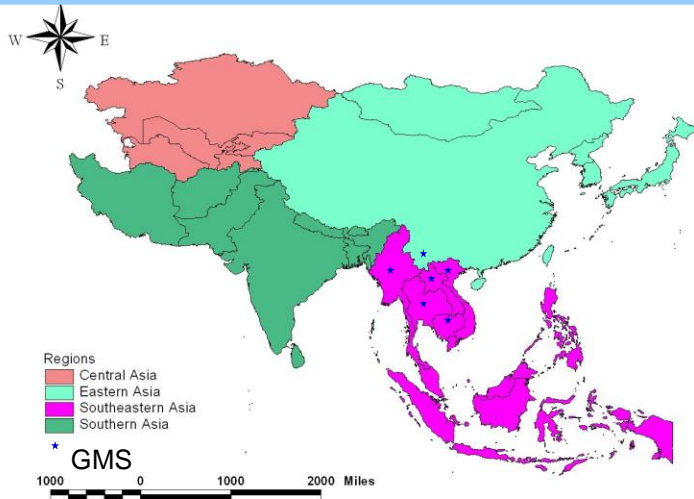 W E
S
Regions
Central Asia
Eastern Asia
Southeastern Asia
Southern Asia
GMS
1000 0 1000 2000 Miles